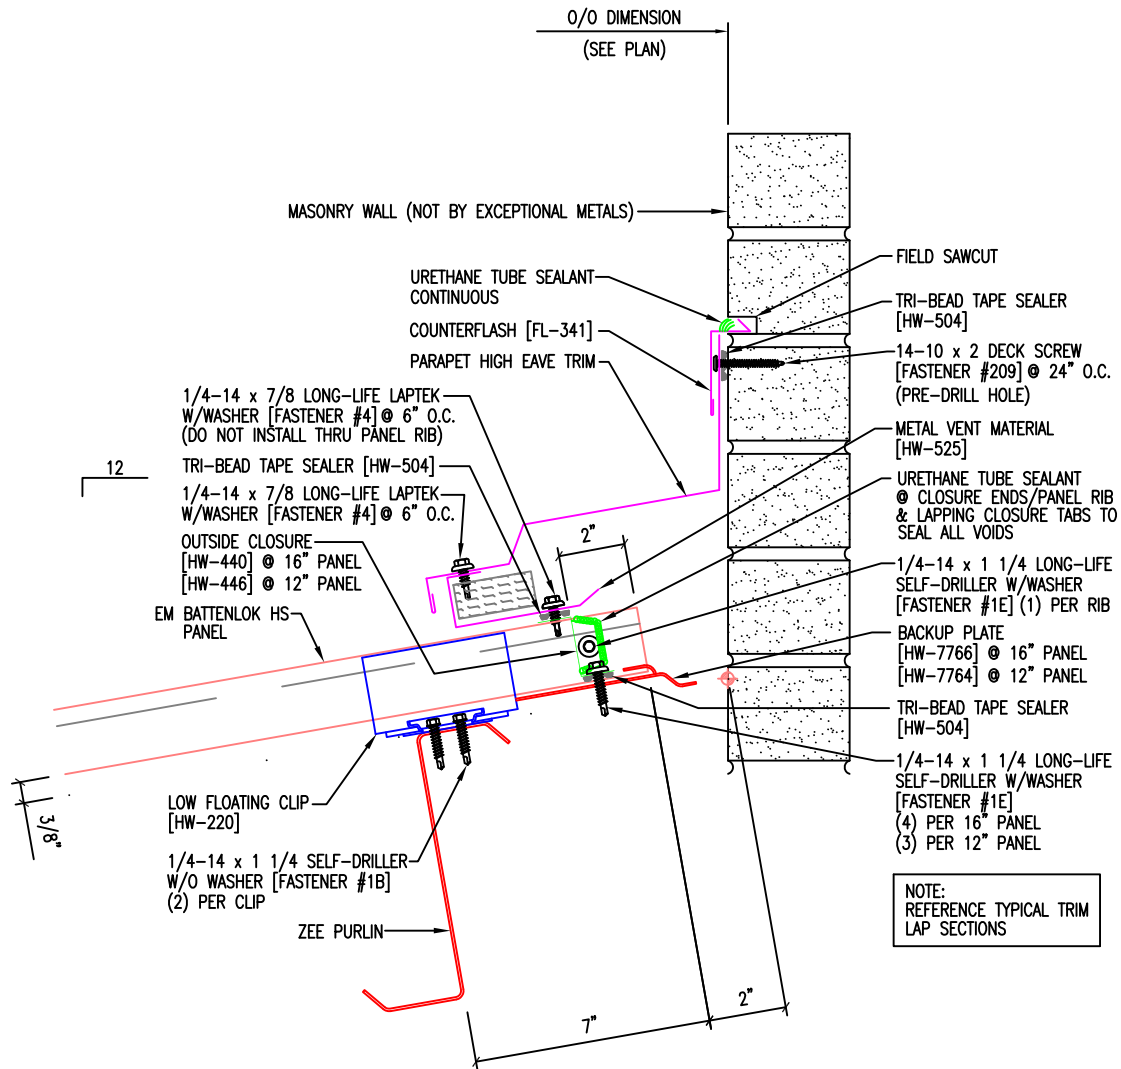 O/O DIMENSION
(SEE PLAN)
MASONRY WALL (NOT BY EXCEPTIONAL METALS)
FIELD SAWCUT
URETHANE TUBE SEALANT
CONTINUOUS
TRI-BEAD TAPE SEALER
[HW-504]
COUNTERFLASH [FL-341]
PARAPET HIGH EAVE TRIM
14-10 x 2 DECK SCREW
[FASTENER #209] @ 24" O.C.
(PRE-DRILL HOLE)
1/4-14 x 7/8 LONG-LIFE LAPTEK
W/WASHER [FASTENER #4] @ 6" O.C.
(DO NOT INSTALL THRU PANEL RIB)
METAL VENT MATERIAL
[HW-525]
12
TRI-BEAD TAPE SEALER [HW-504]
1/4-14 x 7/8 LONG-LIFE LAPTEK
W/WASHER [FASTENER #4] @ 6" O.C.
URETHANE TUBE SEALANT
@ CLOSURE ENDS/PANEL RIB
& LAPPING CLOSURE TABS TO
SEAL ALL VOIDS
2"
OUTSIDE CLOSURE
[HW-440] @ 16" PANEL
[HW-446] @ 12" PANEL
1/4-14 x 1 1/4 LONG-LIFE
SELF-DRILLER W/WASHER
[FASTENER #1E] (1) PER RIB
EM BATTENLOK HS
PANEL
BACKUP PLATE
[HW-7766] @ 16" PANEL
[HW-7764] @ 12" PANEL
TRI-BEAD TAPE SEALER
[HW-504]
1/4-14 x 1 1/4 LONG-LIFE
SELF-DRILLER W/WASHER
[FASTENER #1E]
(4) PER 16" PANEL
(3) PER 12" PANEL
3/8"
LOW FLOATING CLIP
[HW-220]
1/4-14 x 1 1/4 SELF-DRILLER
W/O WASHER [FASTENER #1B]
(2) PER CLIP
ZEE PURLIN
NOTE:
REFERENCE TYPICAL TRIM
LAP SECTIONS
7"
2"